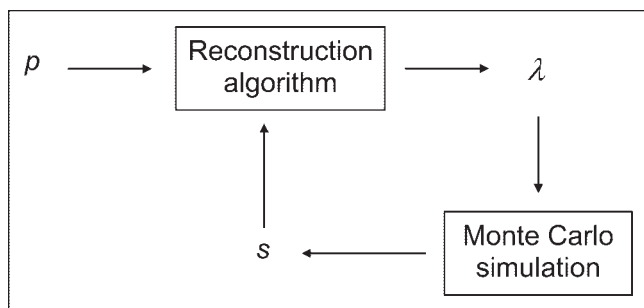 p
Reconstruction
algorithm
λ
s
Monte Carlo
simulation